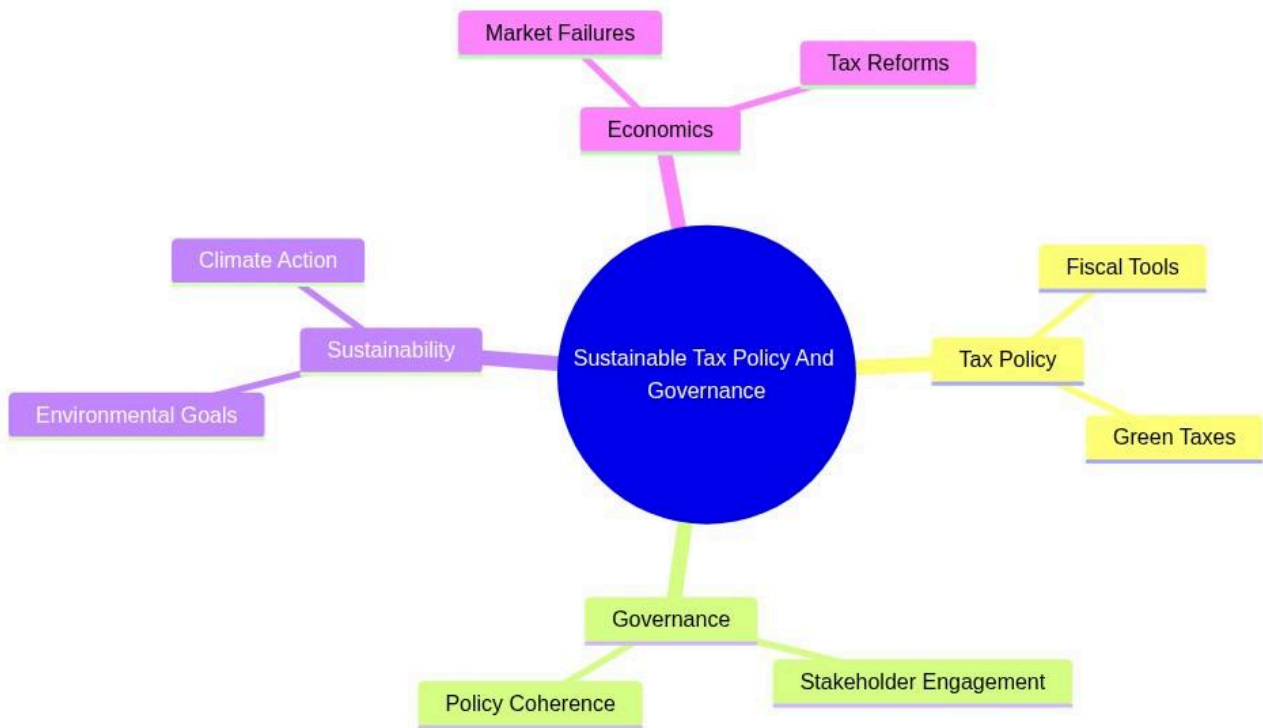 Market Failures
Tax Reforms
Economics
Climate Action
Fiscal Tools
Sustainability
Sustainable Tax Policy And
Governance
Tax Policy
Environmental Goals
Green Taxes
Governance
Stakeholder Engagement
Policy Coherence